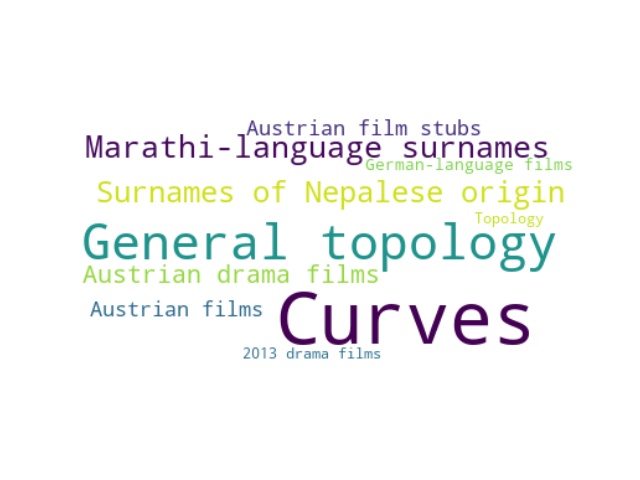 Austrian film stubs
Marathi-language surnames
German-language films
Surnames of Nepalese origin
Topology
General topology
Austrian drama films
Austrian films
Curves
2013 drama films